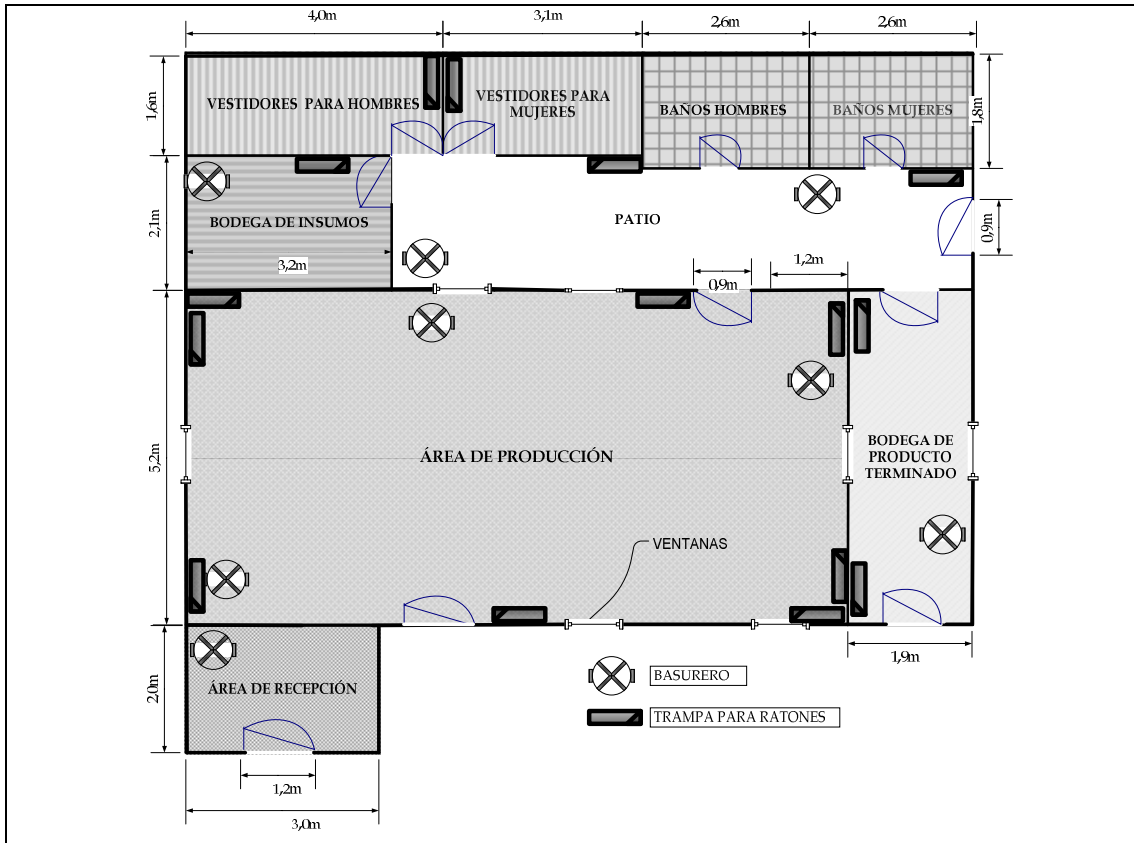 4,0m
3,1m
2,6m
2,6m
1,6m
VESTIDORES PARA HOMBRES
VESTIDORES PARA
MUJERES
BAÑOS HOMBRES
BAÑOS MUJERES
1,8m
2,1m
BODEGA DE INSUMOS
3,2m
PATIO
0,9m
1,2m
0,9m
5,2m
ÁREA DE PRODUCCIÓN
BODEGA DE
PRODUCTO
TERMINADO
VENTANAS
2,0m
ÁREA DE RECEPCIÓN
1,9m
BASURERO
TRAMPA PARA RATONES
1,2m
3,0m